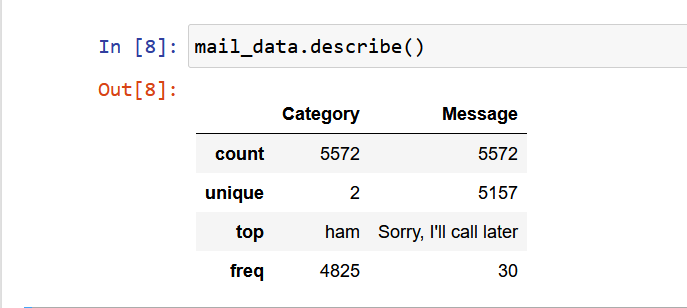 In [8]: mail_data.describe()
Out[8]:
Category Message
count 5572 5572
unique 2 5157
top ham Sorry, I'll call later
freq 4825 30